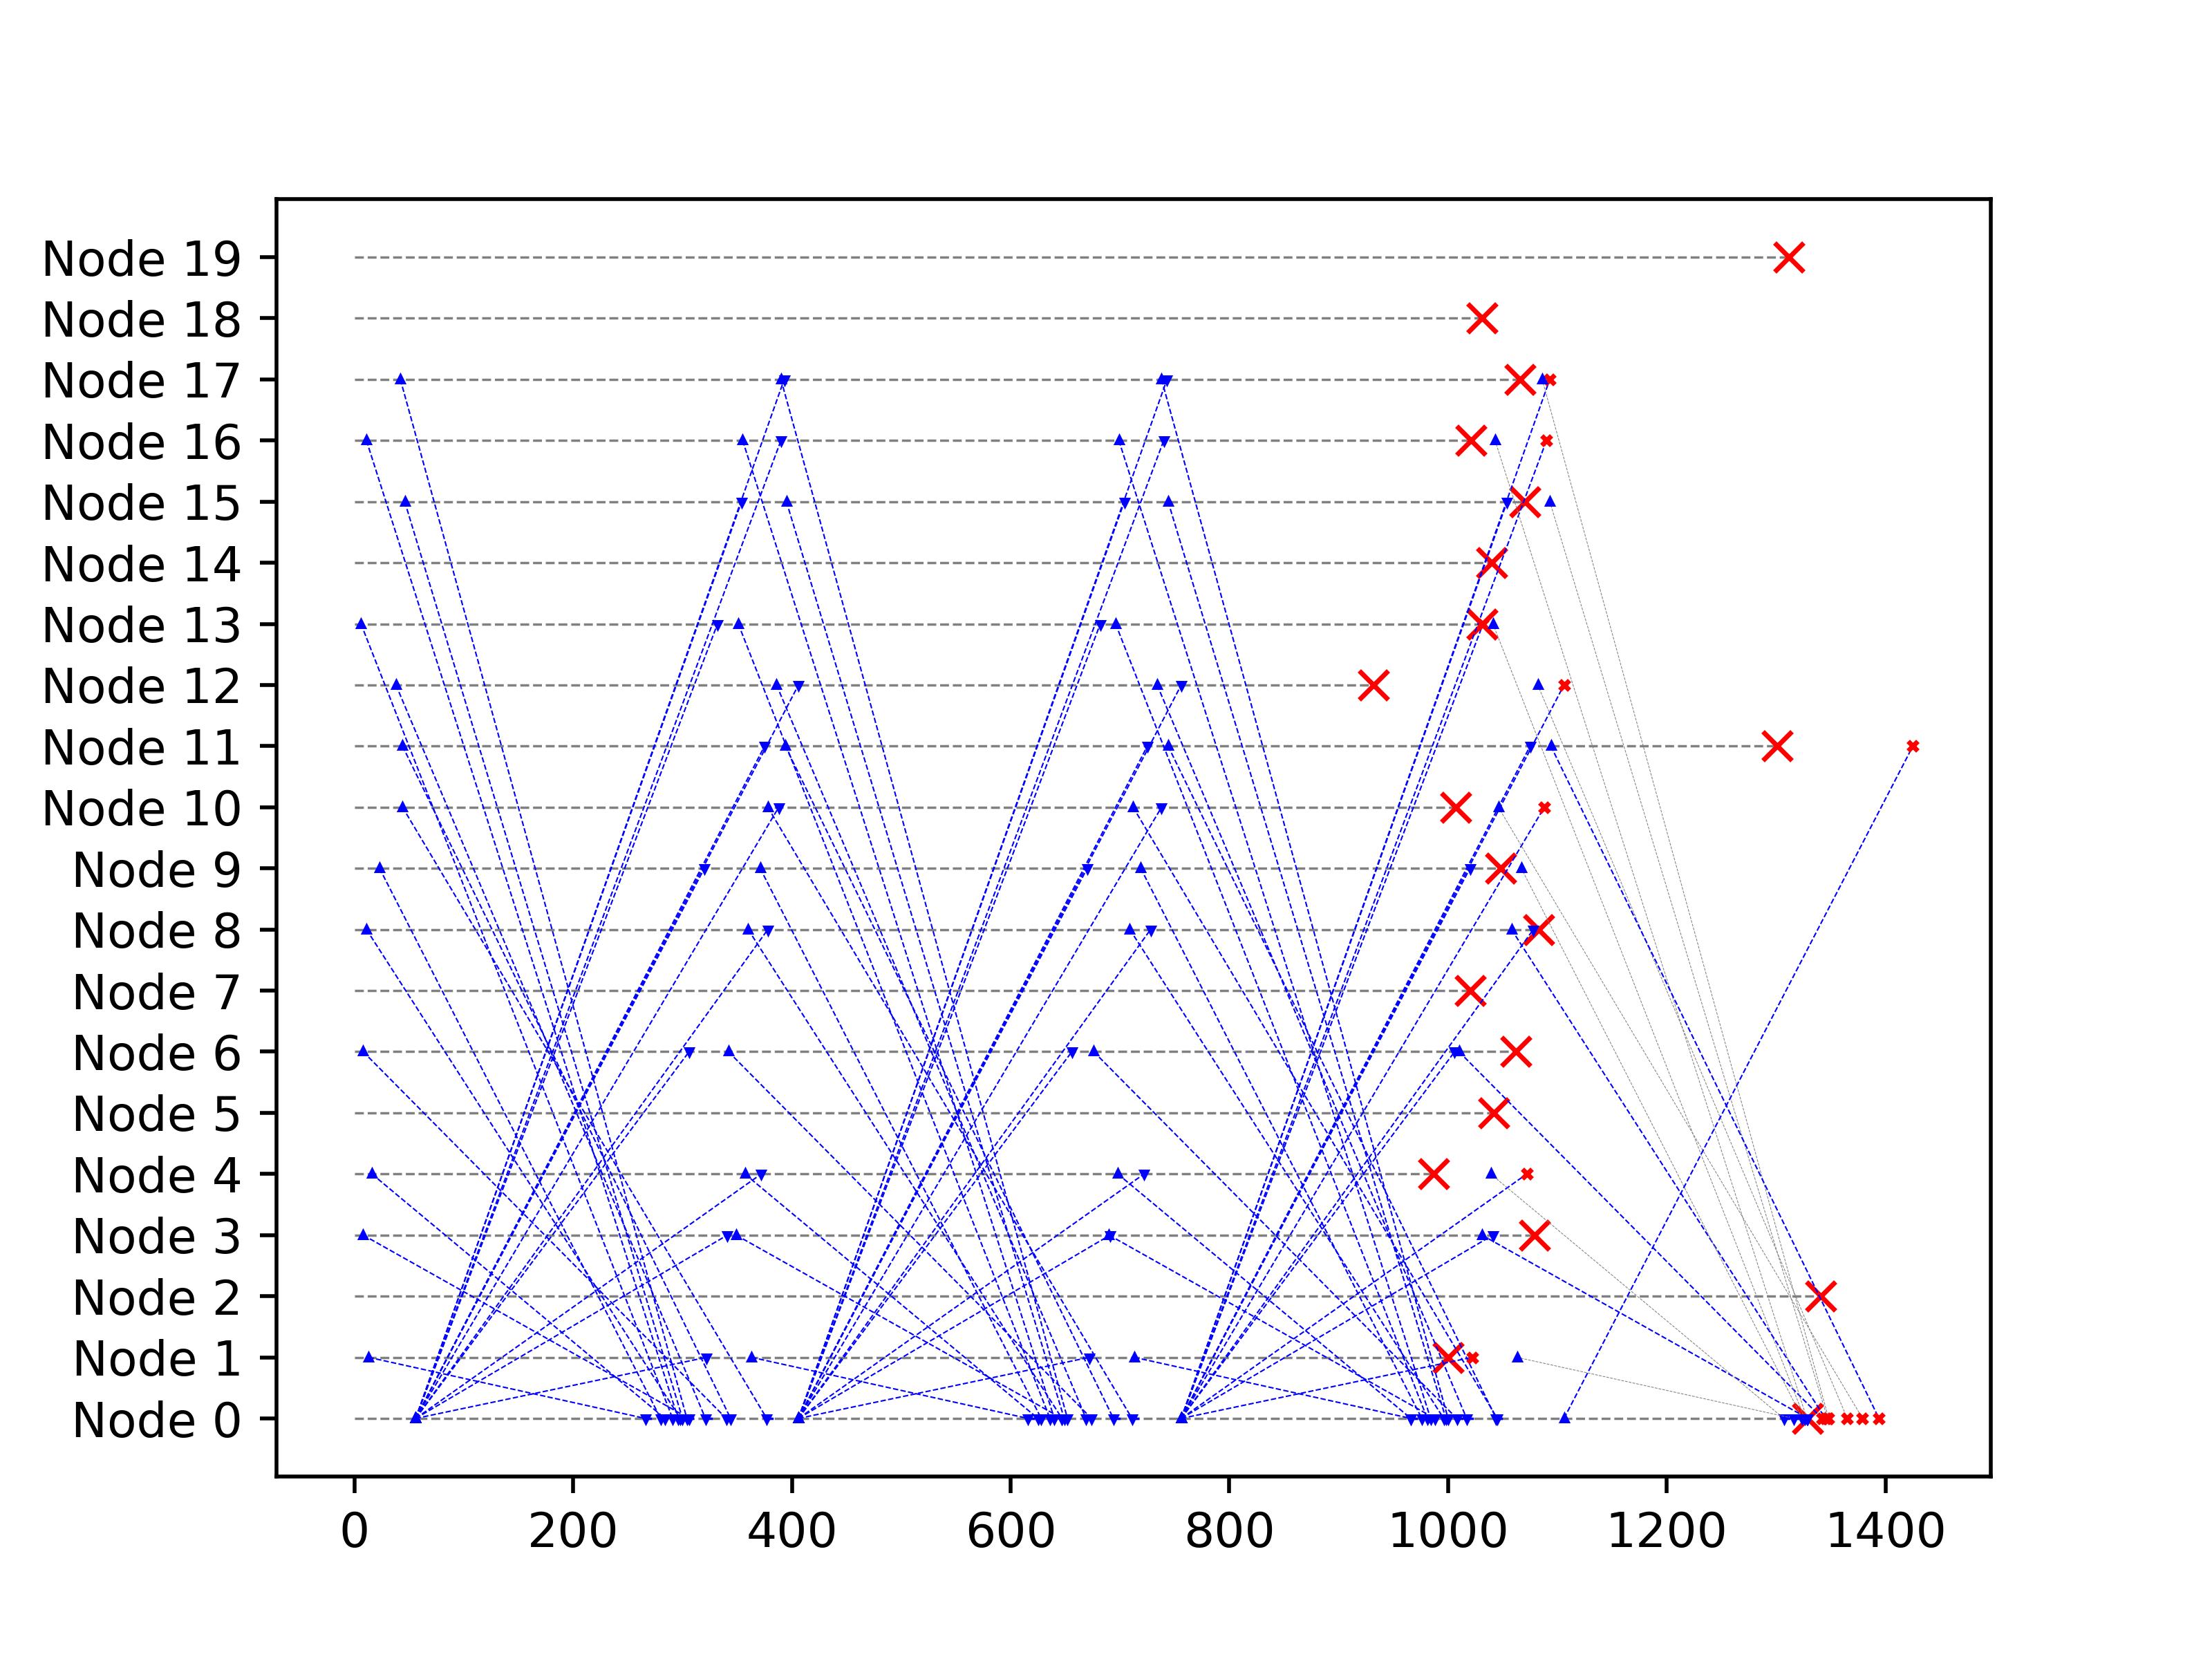 Node 19
Node 18
Node 17
Node 16
Node 15
Node 14
Node 13
Node 12
Node 11
Node 10
Node 9
Node 8
Node 7
Node 6
Node 5
Node 4
Node 3
Node 2
Node 1
Node 0
0 200 400 600 800 1000 1200 1400